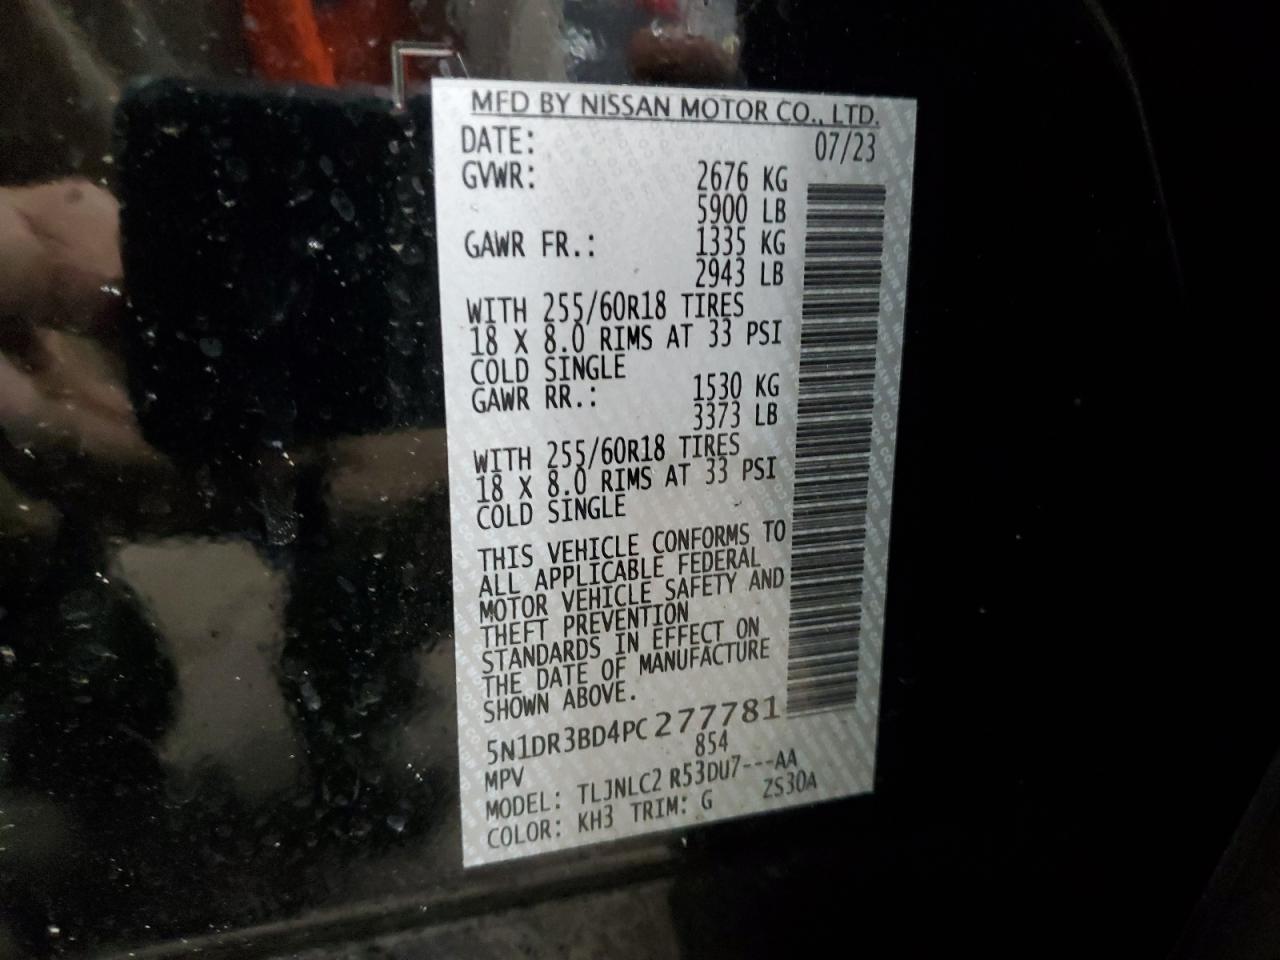 MFD BY NISSAN MOTOR CO., LTD.
DATE: 07/23
GVWR: 2676 KG
5900 LB
GAWR FR.: 1335 KG
2943 LB
WITH 255/60R18 TIRES
18 X 8.0 RIMS AT 33 PSI
COLD SINGLE
GAWR RR.: 1530 KG
3373 LB
WITH 255/60R18 TIRES
18 X 8.0 RIMS AT 33 PSI
COLD SINGLE
THIS VEHICLE CONFORMS TO
ALL APPLICABLE FEDERAL
MOTOR VEHICLE SAFETY AND
THEFT PREVENTION
STANDARDS IN EFFECT ON
THE DATE OF MANUFACTURE
SHOWN ABOVE.
5N1DR3BD4PC277781
MPV 854
MODEL: TLJNLC2 R53DU7---AA
COLOR: KH3 TRIM: G ZS30A